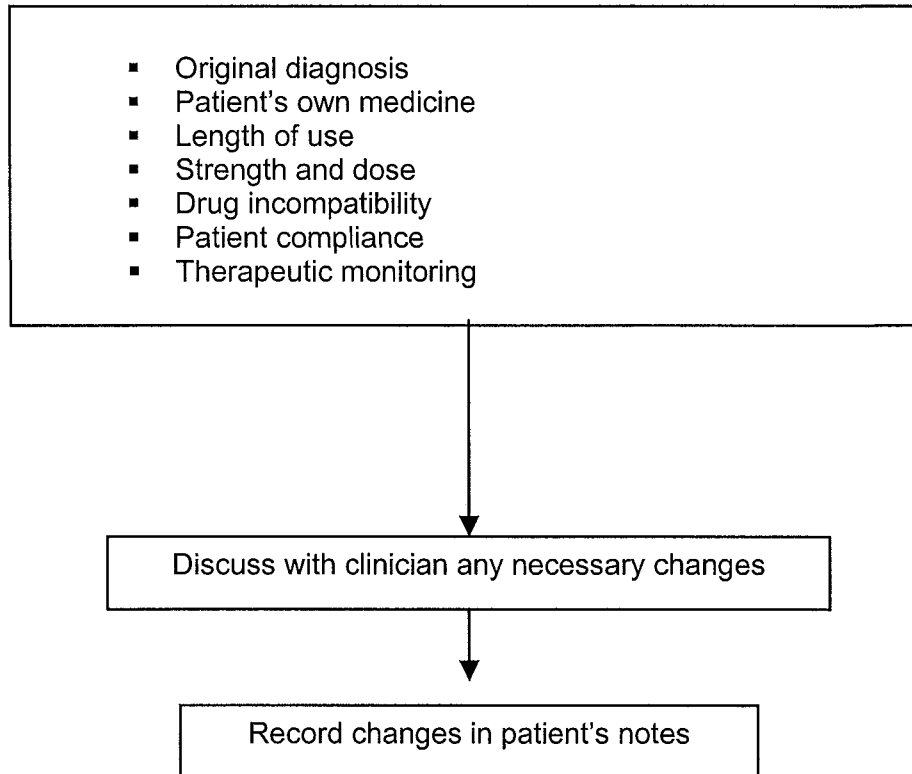 ▪ Original diagnosis
▪ Patient's own medicine
▪ Length of use
▪ Strength and dose
▪ Drug incompatibility
▪ Patient compliance
▪ Therapeutic monitoring
Discuss with clinician any necessary changes
Record changes in patient's notes